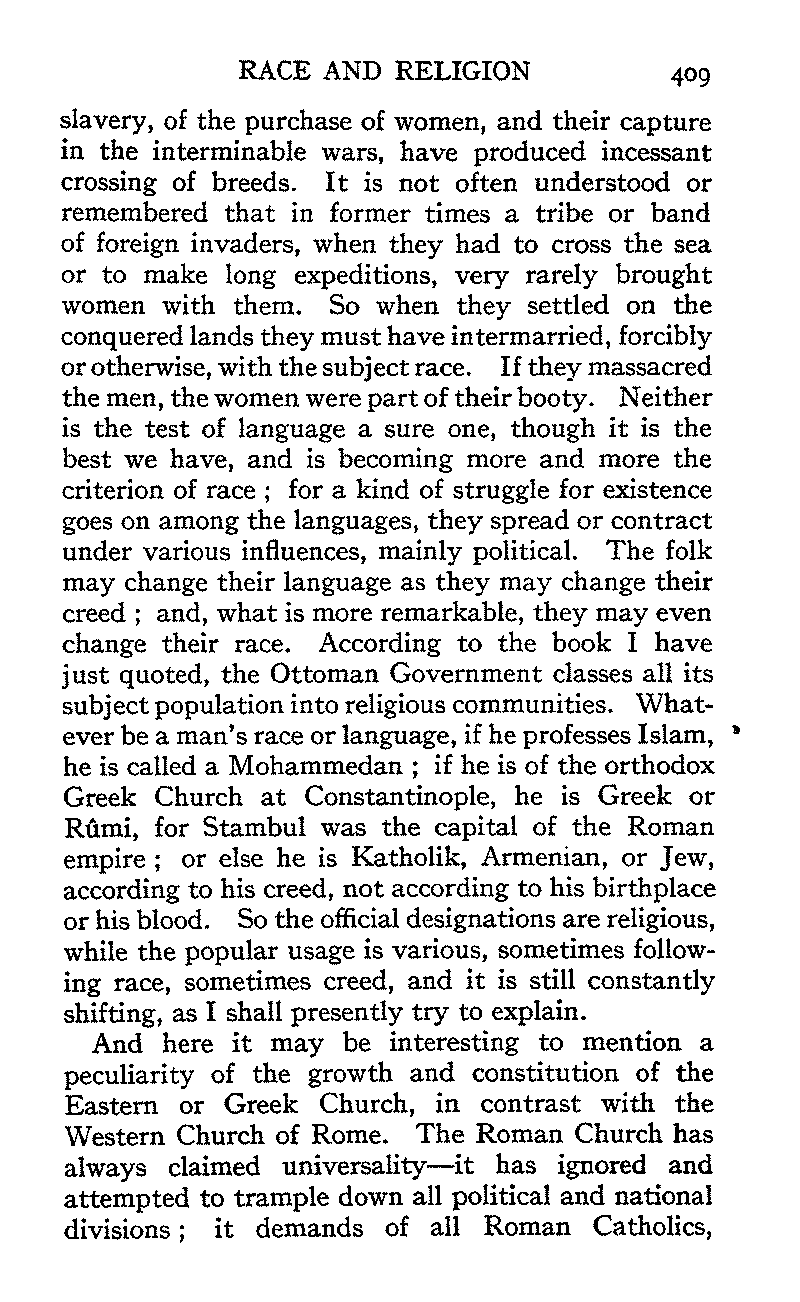 RACE AND RELIGION 409
slavery, of the purchase of women, and their capture
in the interminable wars, have produced incessant
crossing of breeds. It is not often understood or
remembered that in former times a tribe or band
of foreign invaders, when they had to cross the sea
or to make long expeditions, very rarely brought
women with them. So when they settled on the
conquered lands they must have intermarried, forcibly
or otherwise, with the subject race. If they massacred
the men, the women were part of their booty. Neither
is the test of language a sure one, though it is the
best we have, and is becoming more and more the
criterion of race ; for a kind of struggle for existence
goes on among the languages, they spread or contract
under various influences, mainly political. The folk
may change their language as they may change their
creed ; and, what is more remarkable, they may even
change their race. According to the book I have
just quoted, the Ottoman Government classes all its
subject population into religious communities. What-
ever be a man's race or language, if he professes Islam,
he is called a Mohammedan ; if he is of the orthodox
Greek Church at Constantinople, he is Greek or
Rûmi, for Stambul was the capital of the Roman
empire ; or else he is Katholik, Armenian, or Jew,
according to his creed, not according to his birthplace
or his blood. So the official designations are religious,
while the popular usage is various, sometimes follow-
ing race, sometimes creed, and it is still constantly
shifting, as I shall presently try to explain.
And here it may be interesting to mention a
peculiarity of the growth and constitution of the
Eastern or Greek Church, in contrast with the
Western Church of Rome. The Roman Church has
always claimed universality—it has ignored and
attempted to trample down all political and national
divisions ; it demands of all Roman Catholics,